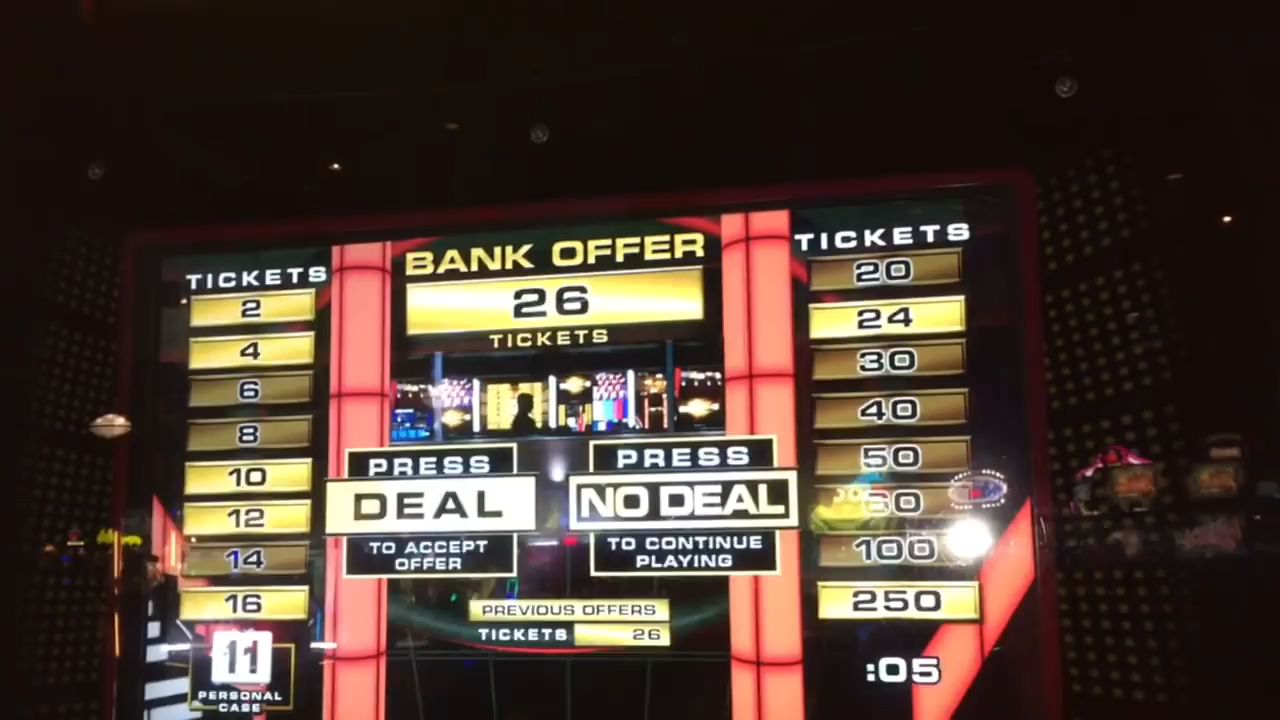 TICKETS
2
4
6
8
10
12
14
16
11
PERSONAL
CASE
BANK OFFER
26
TICKETS
PRESS
DEAL
TO ACCEPT
OFFER
PRESS
NO DEAL
TO CONTINUE
PLAYING
PREVIOUS OFFERS
TICKETS 26
TICKETS
20
24
30
40
50
80
100
250
:05